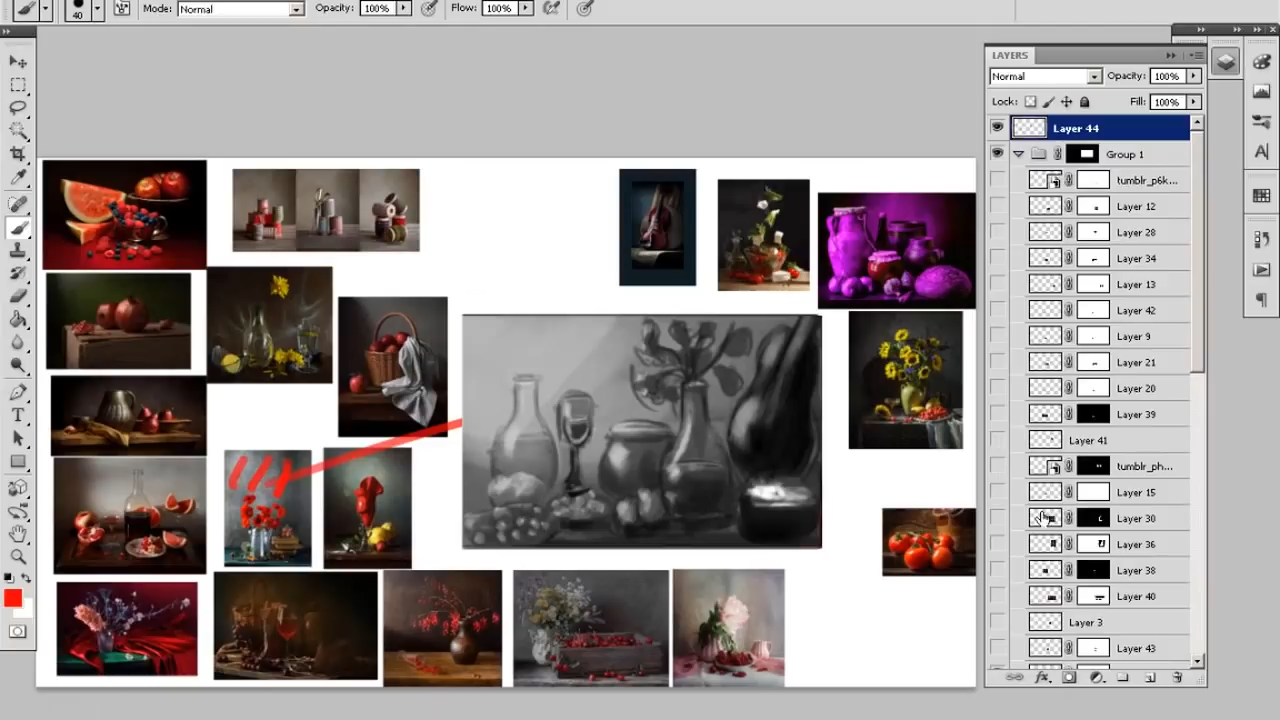 40
Mode: Normal
Opacity: 100%
Flow: 100%
LAYERS
Normal
Opacity: 100%
Lock:
Fill: 100%
Layer 44
Group 1
tumblr_p6k...
Layer 12
Layer 28
Layer 34
Layer 13
Layer 42
Layer 9
Layer 21
Layer 20
Layer 39
Layer 41
tumblr_ph...
Layer 15
Layer 30
Layer 36
Layer 38
Layer 40
Layer 3
Layer 43